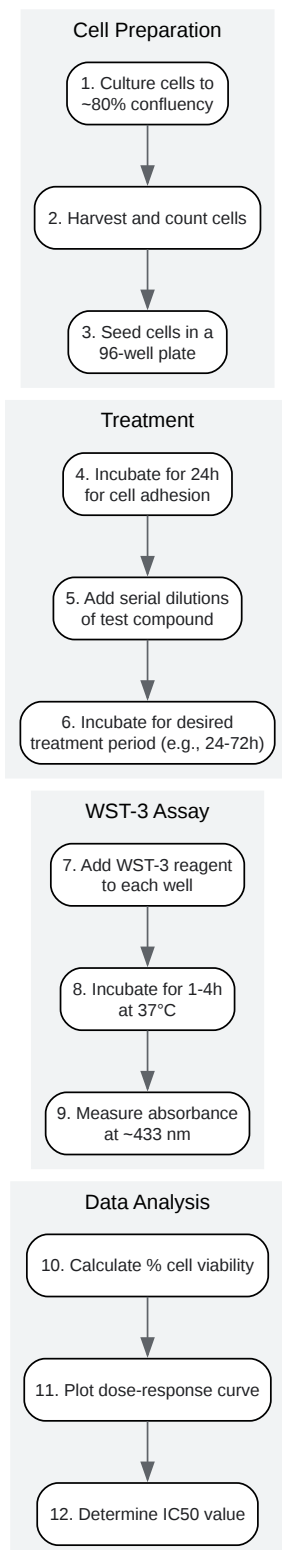 Cell Preparation
1. Culture cells to
~80% confluency
2. Harvest and count cells
3. Seed cells in a
96-well plate
Treatment
4. Incubate for 24h
for cell adhesion
5. Add serial dilutions
of test compound
6. Incubate for desired
treatment period (e.g., 24-72h)
WST-3 Assay
7. Add WST-3 reagent
to each well
8. Incubate for 1-4h
at 37°C
9. Measure absorbance
at ~433 nm
Data Analysis
10. Calculate % cell viability
11. Plot dose-response curve
12. Determine IC50 value